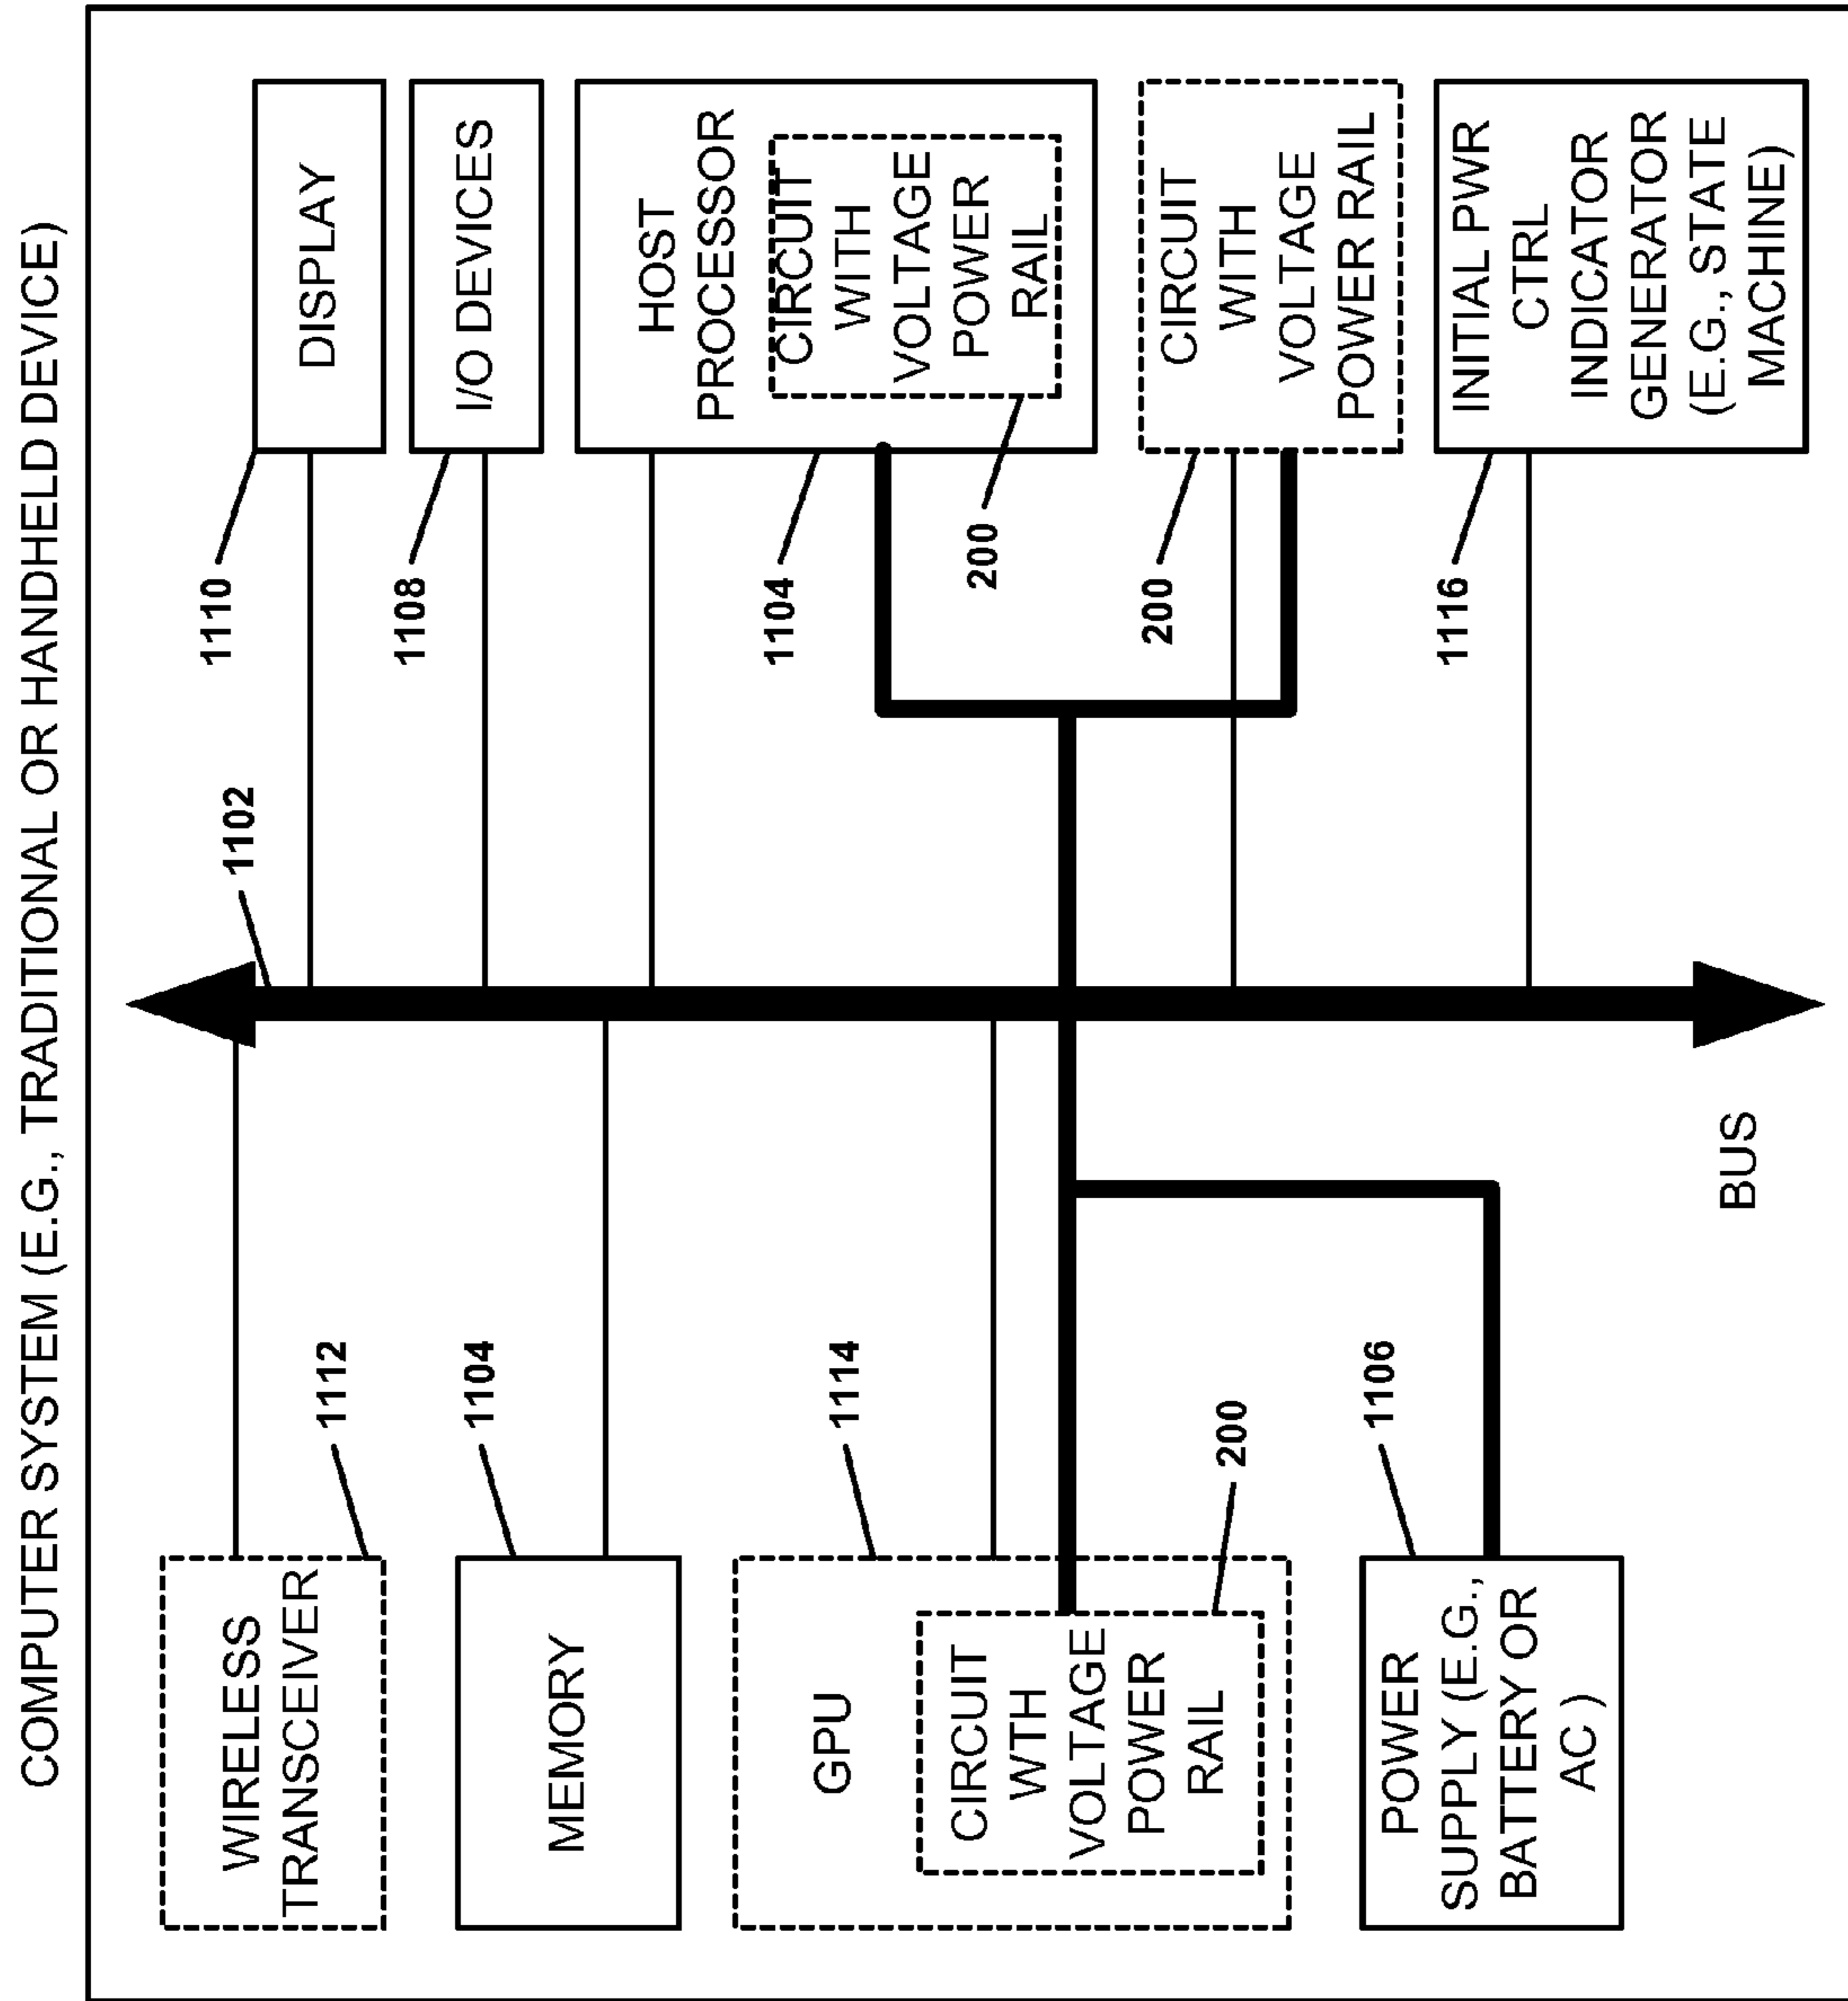 COMPUTER SYSTEM (E.G., TRADITIONAL OR HANDHELD DEVICE)
WIRELESS
TRANSCEIVER
1112
MEMORY
1104
GPU
1114
CIRCUIT
WTH
VOLTAGE
POWER
RAIL
200
POWER
SUPPLY (E.G.,
BATTERY OR
AC )
1106
BUS
1102
DISPLAY
1110
I/O DEVICES
1108
HOST
PROCESSOR
1104
CIRCUIT
WITH
VOLTAGE
POWER
RAIL
200
CIRCUIT
WITH
VOLTAGE
POWER RAIL
200
INITIAL PWR
CTRL
INDICATOR
GENERATOR
(E.G., STATE
MACHINE)
1116